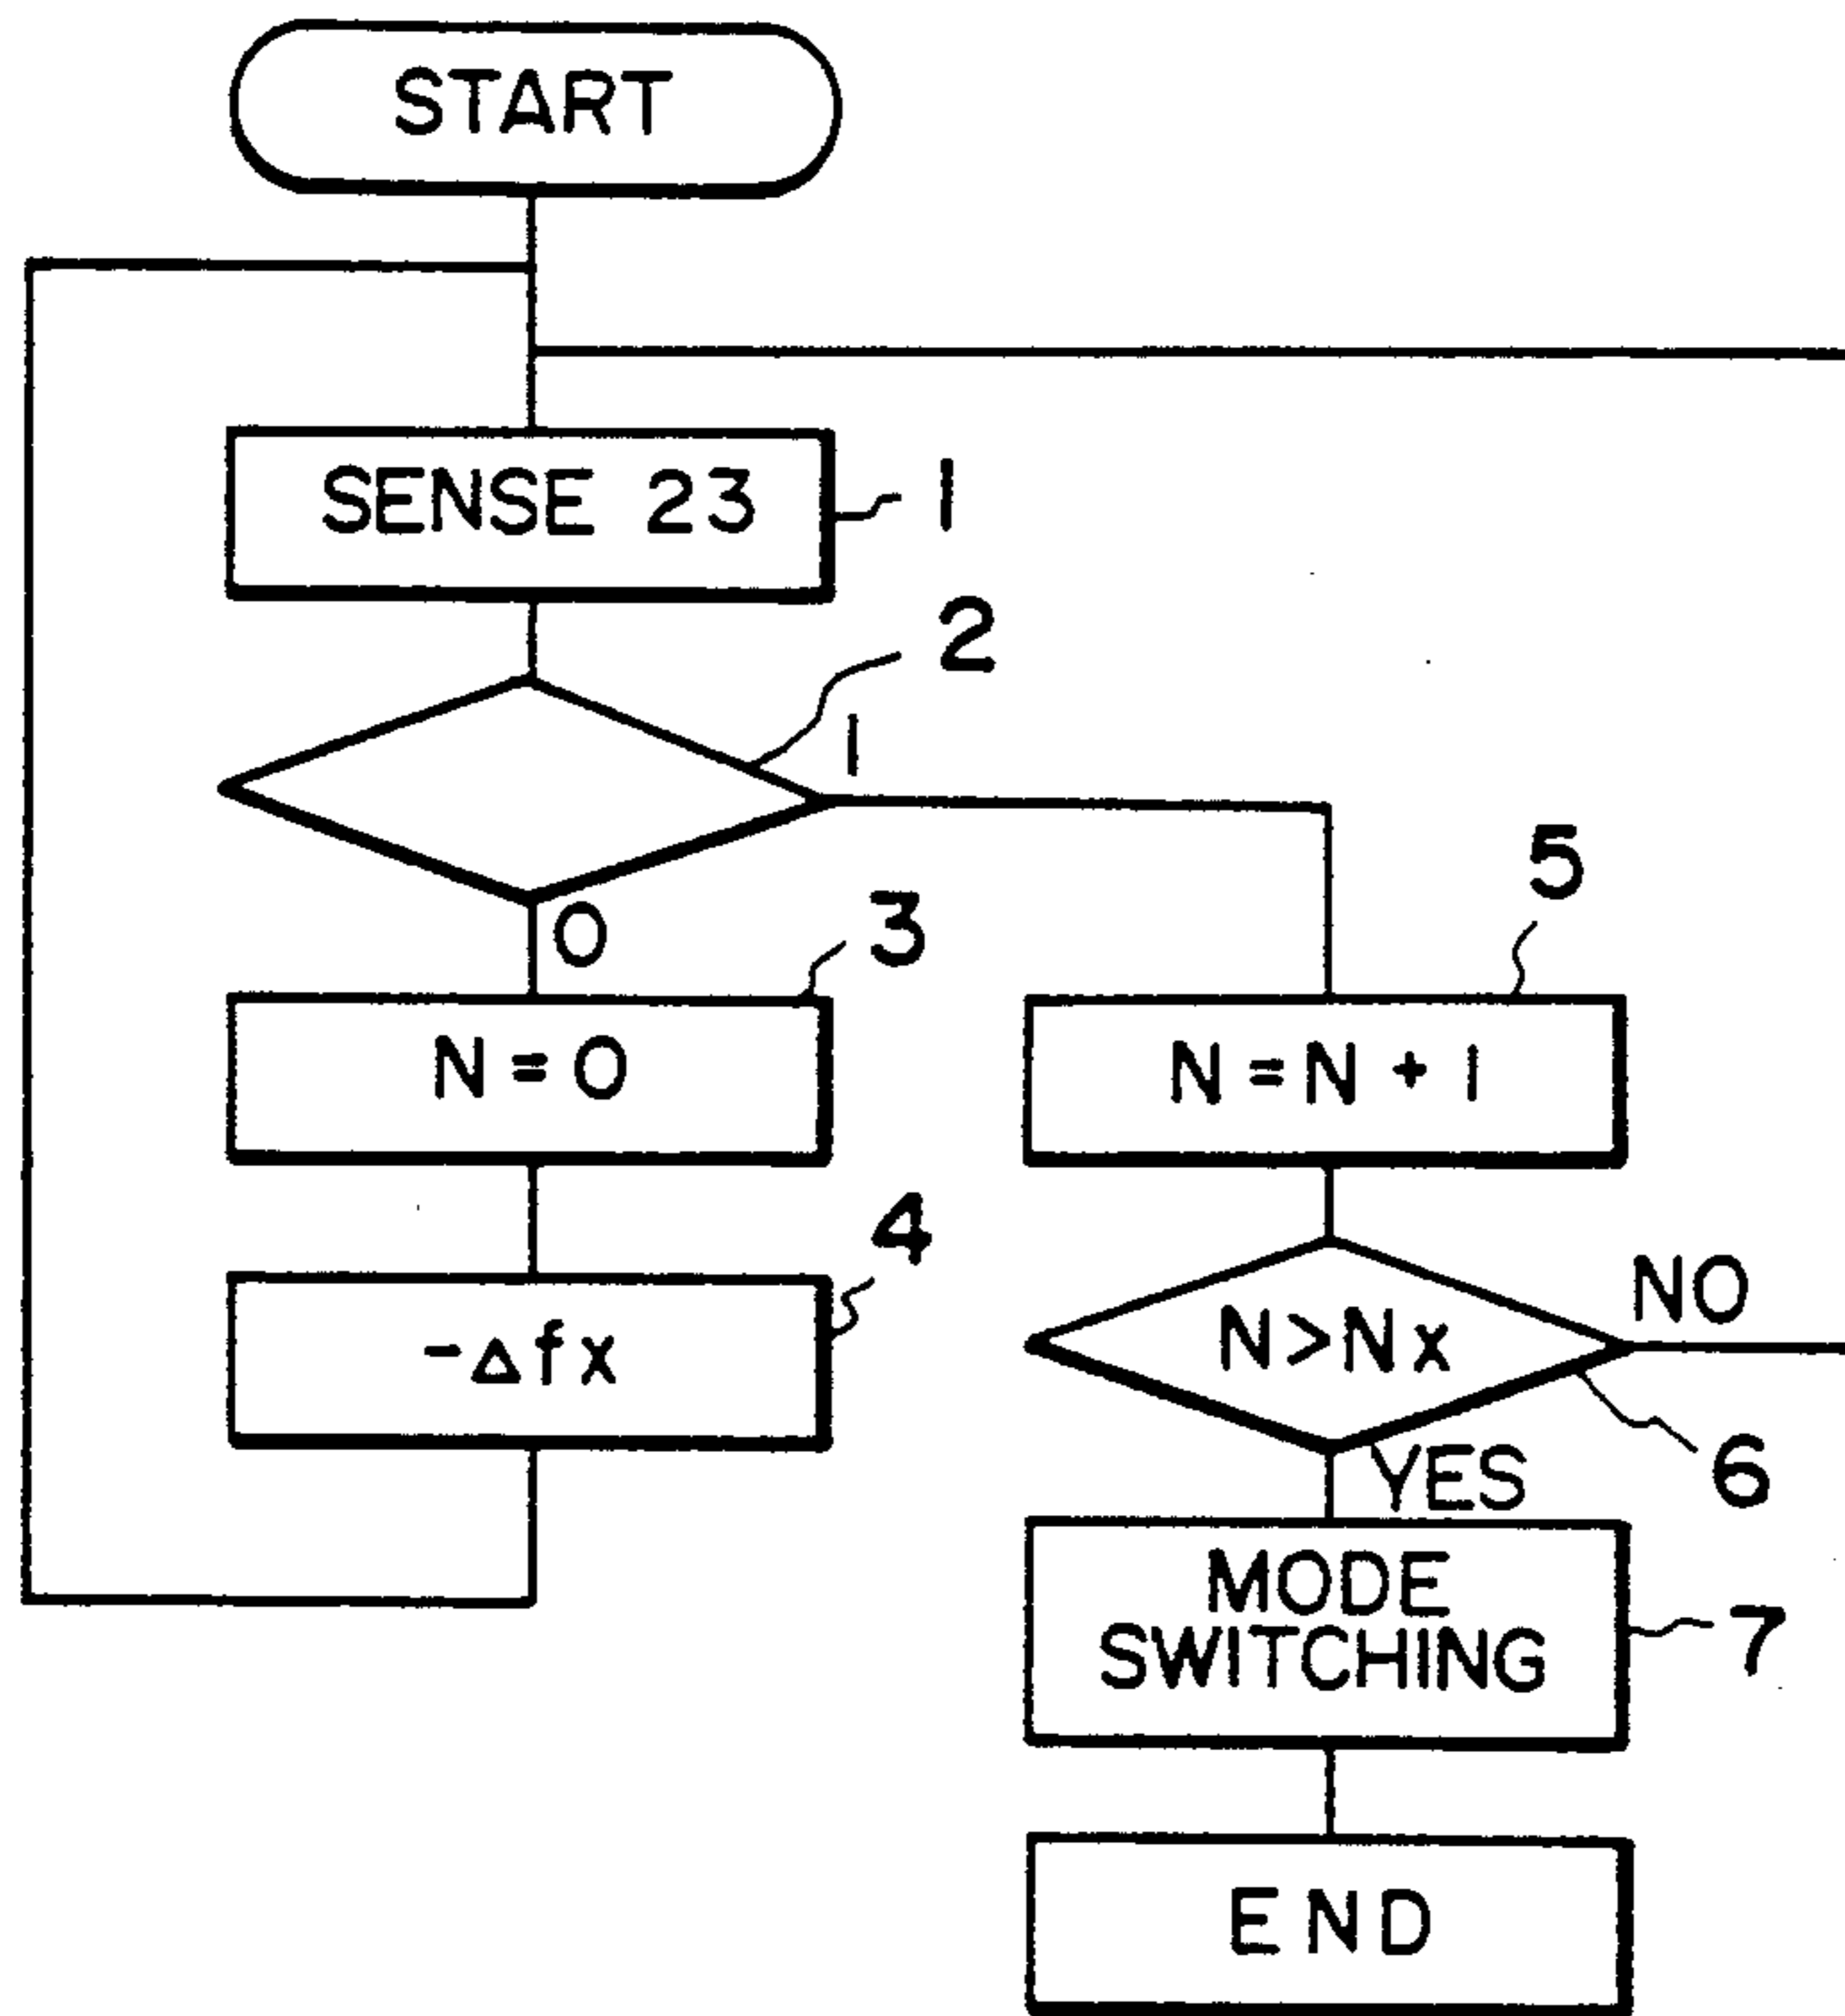 START
SENSE 23
1
2
1
0
3
N = 0
4
-Δfx
5
N = N + 1
N>Nx
NO
6
YES
MODE
SWITCHING
7
END